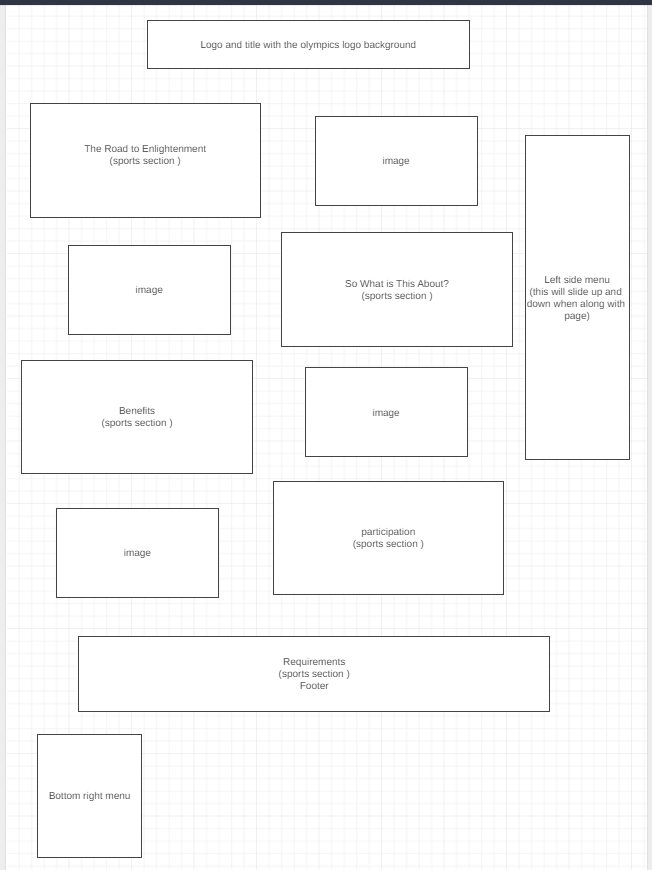 Logo and title with the olympics logo background
The Road to Enlightenment
(sports section )
image
image
So What is This About?
(sports section )
Left side menu
(this will slide up and
down when along with
page)
Benefits
(sports section )
image
image
participation
(sports section )
Requirements
(sports section )
Footer
Bottom right menu